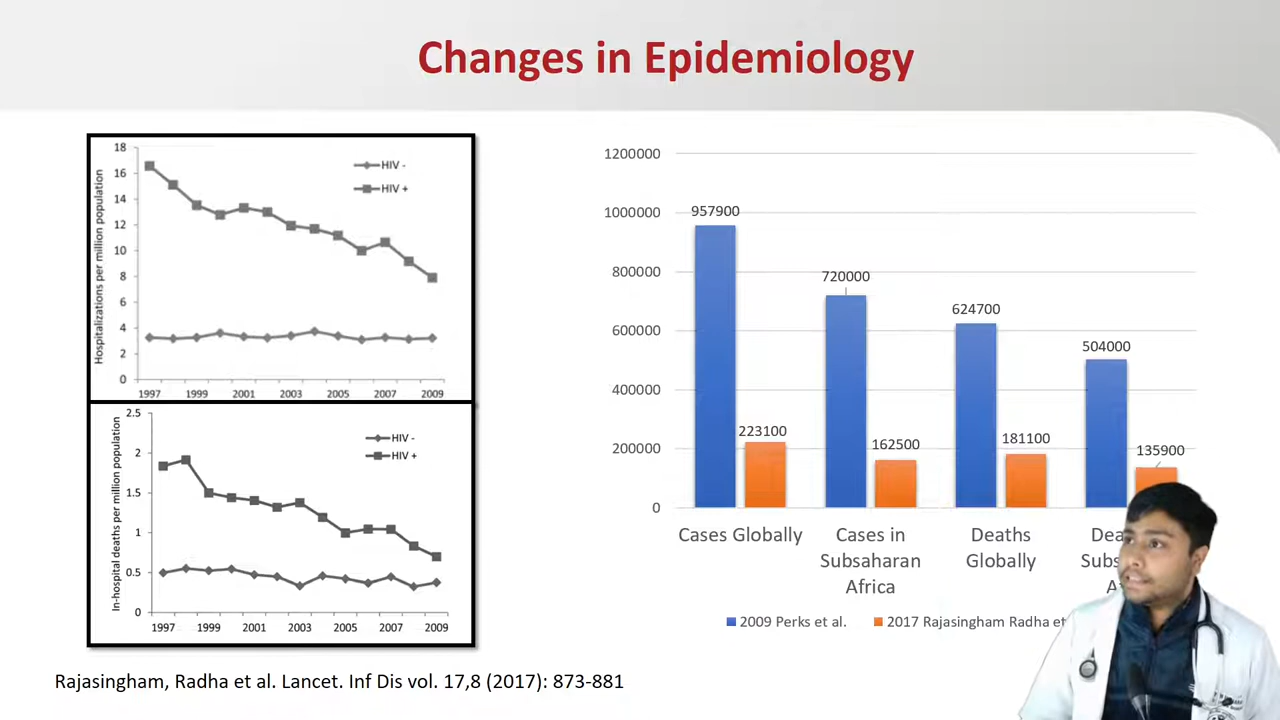 Changes in Epidemiology
Hospitalizations per million population
18
16
14
12
10
8
6
4
2
0
HIV -
HIV +
1997
1999
2001
2003
2005
2007
2009
In-hospital deaths per million population
2.5
2
1.5
1
0.5
0
HIV -
HIV +
1997
1999
2001
2003
2005
2007
2009
1200000
1000000
800000
600000
400000
200000
0
957900
223100
720000
162500
624700
181100
504000
135900
Cases Globally
Cases in
Subsaharan
Africa
Deaths
Globally
2009 Perks et al.
2017 Rajasingham Radha et
Rajasingham, Radha et al. Lancet. Inf Dis vol. 17,8 (2017): 873-881